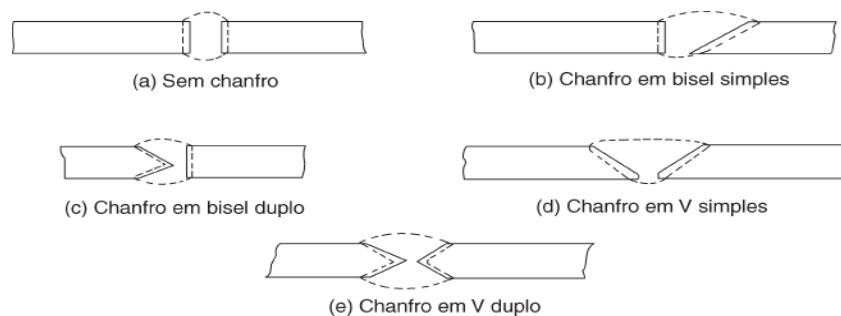 (a) Sem chanfro
(b) Chanfro em bisel simples
(c) Chanfro em bisel duplo
(d) Chanfro em V simples
(e) Chanfro em V duplo